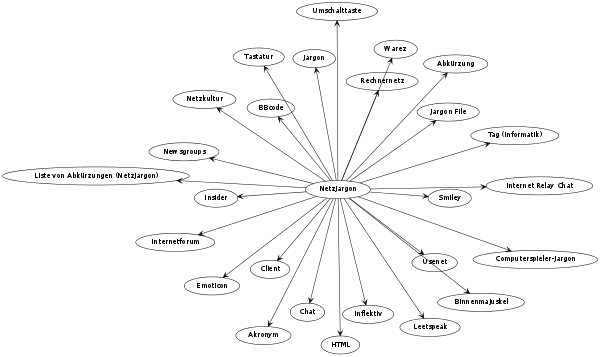 Umschalttaste
Warez
Tastatur
Jargon
Abkürzung
Rechnernetz
Netzkultur
BBcode
Jargon File
Tag (Informatik)
Newsgroups
Liste von Abkürzungen (Netzjargon)
Netzjargon
Internet Relay Chat
Insider
Smiley
Internetforum
Computerspieler-Jargon
Usenet
Client
Emoticon
Binnenmajuskel
Chat
Inflektiv
Leetspeak
Akronym
HTML